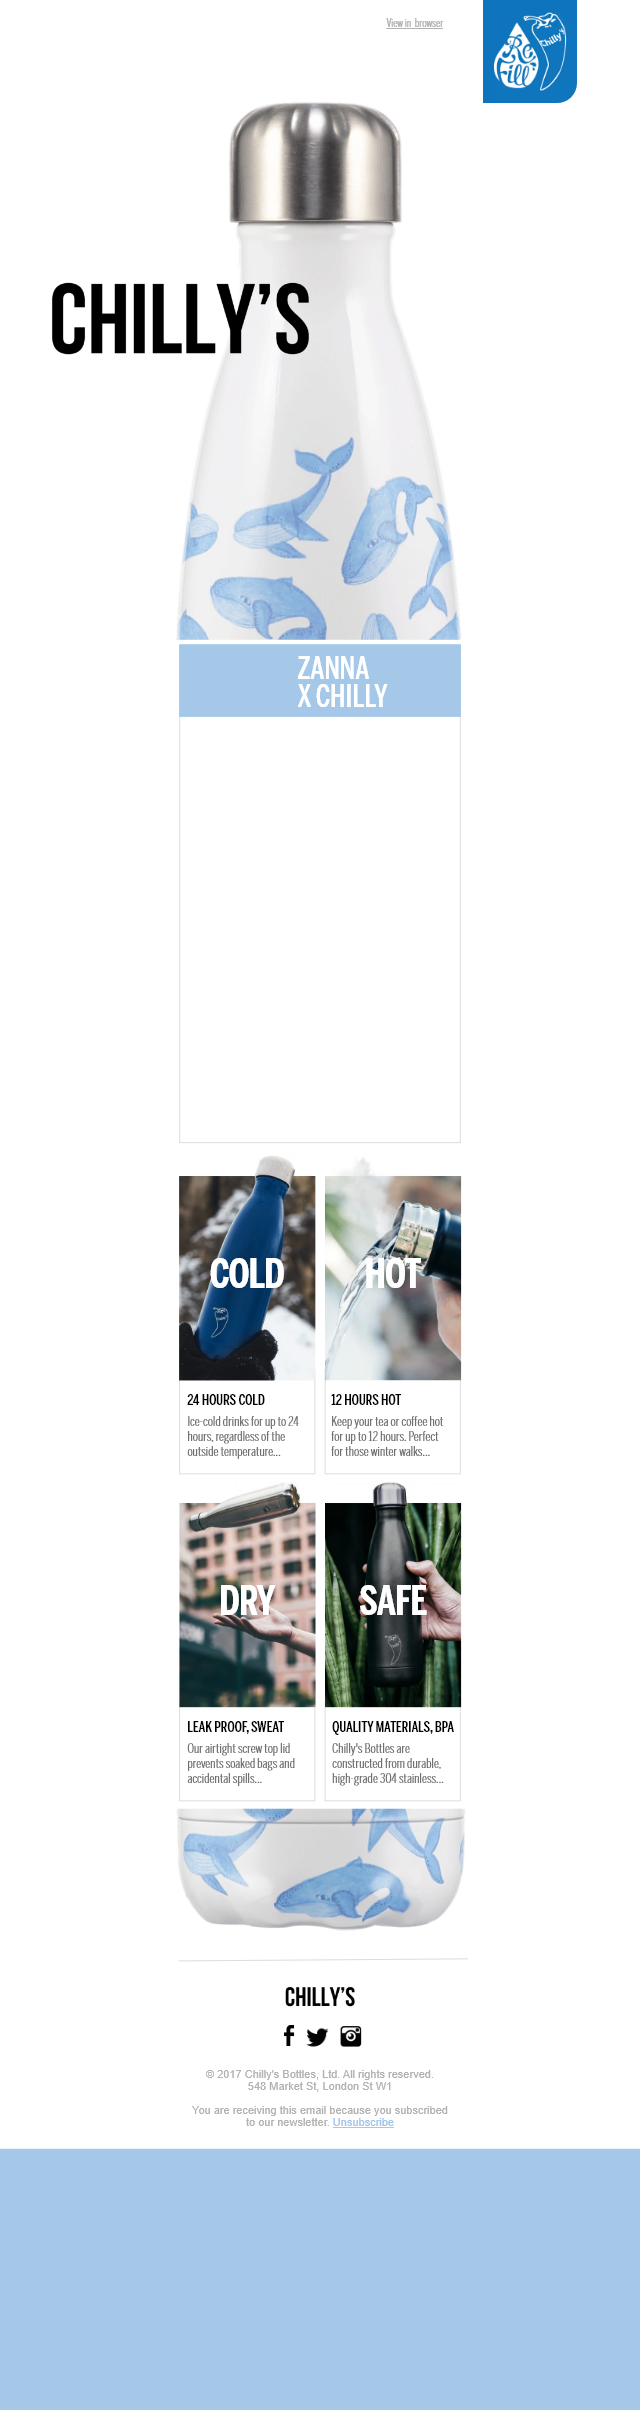 View in browser
Re
Fill
Chilly's
CHILLY'S
ZANNA
X CHILLY
COLD
HOT
24 HOURS COLD
Ice-cold drinks for up to 24
hours, regardless of the
outside temperature...
12 HOURS HOT
Keep your tea or coffee hot
for up to 12 hours. Perfect
for those winter walks...
DRY
SAFE
LEAK PROOF, SWEAT
Our airtight screw top lid
prevents soaked bags and
accidental spills...
QUALITY MATERIALS, BPA
Chilly's Bottles are
constructed from durable,
high-grade 304 stainless...
CHILLY'S
© 2017 Chilly's Bottles, Ltd. All rights reserved.
548 Market St, London St W1
You are receiving this email because you subscribed
to our newsletter. Unsubscribe